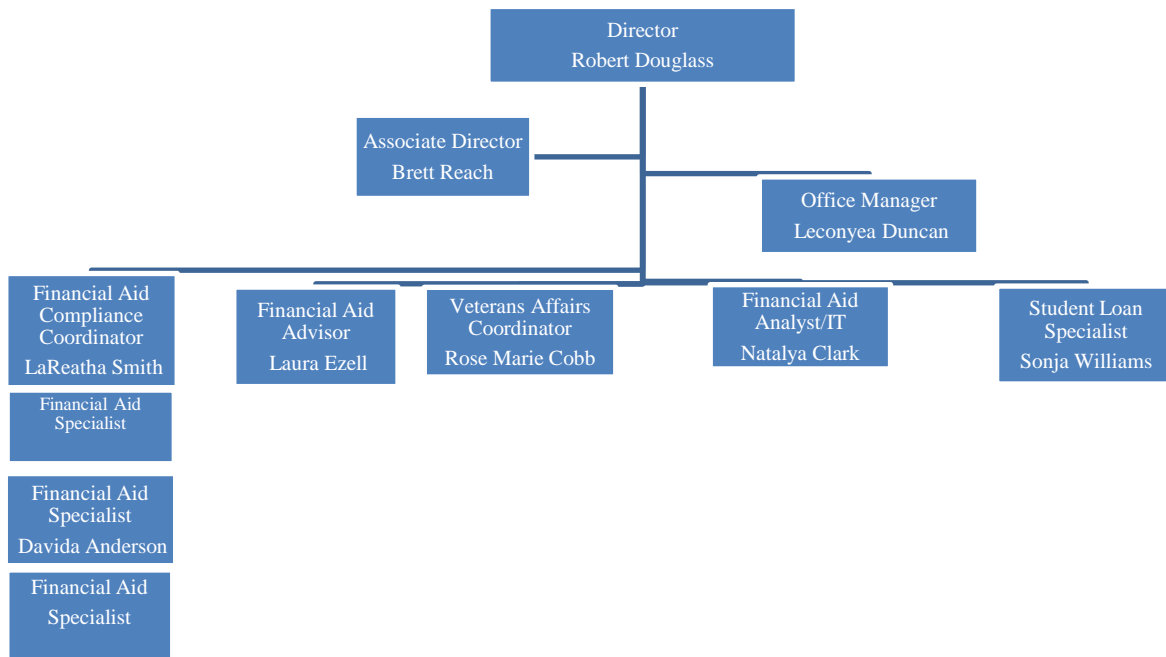 Director
Robert Douglass
Associate Director
Brett Reach
Office Manager
Leconyea Duncan
Financial Aid
Compliance
Coordinator
LaReatha Smith
Financial Aid
Advisor
Laura Ezell
Veterans Affairs
Coordinator
Rose Marie Cobb
Financial Aid
Analyst/IT
Natalya Clark
Student Loan
Specialist
Sonja Williams
Financial Aid
Specialist
Financial Aid
Specialist
Davida Anderson
Financial Aid
Specialist